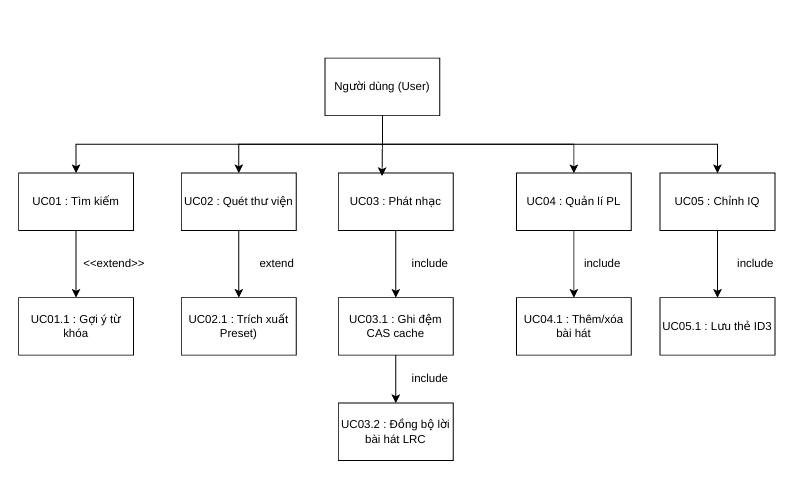 Người dùng (User)
UC01 : Tìm kiếm
UC02 : Quét thư viện
UC03 : Phát nhạc
UC04 : Quản lí PL
UC05 : Chỉnh IQ
<<extend>>
extend
include
include
include
UC01.1 : Gợi ý từ
khóa
UC02.1 : Trích xuất
Preset)
UC03.1 : Ghi đệm
CAS cache
UC04.1 : Thêm/xóa
bài hát
UC05.1 : Lưu thẻ ID3
include
UC03.2 : Đồng bộ lời
bài hát LRC